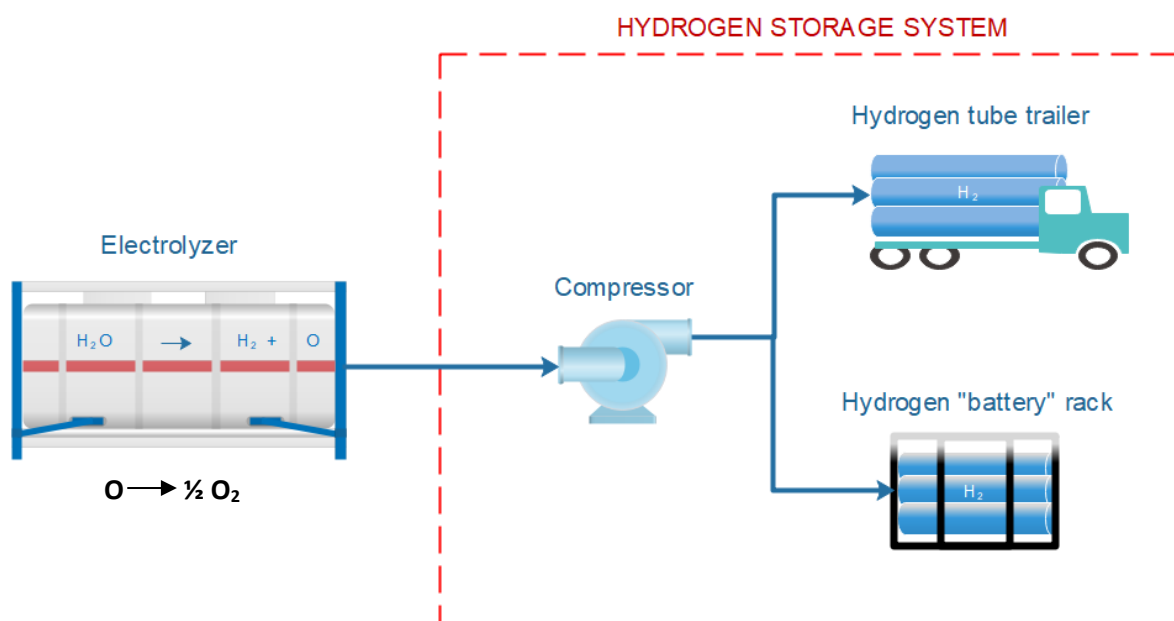 HYDROGEN STORAGE SYSTEM
Hydrogen tube trailer
H₂
Electrolyzer
Compressor
H₂O → H₂ + O
Hydrogen "battery" rack
H₂
O → ½ O₂